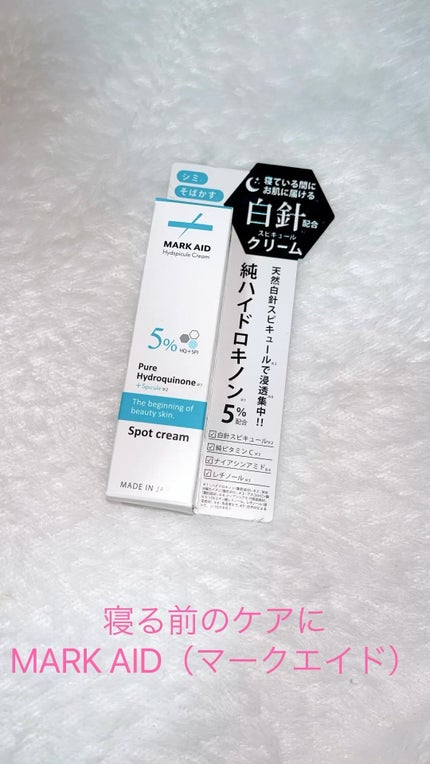 シミ
そばかす
寝ている間に
お肌に届ける
白針配合
スピキュール
クリーム
MARK AID
Hydspicule Cream
5%
HQ+SPI
Pure
Hydroquinone
+Spicule
The beginning of
beauty skin.
Spot cream
MADE IN
天然白針スピキュールで浸透集中!!
純ハイドロキノン
5%配合
白針スピキュール
純ビタミンC
ナイアシンアミド
レチノール
寝る前のケアに
MARK AID（マークエイド）